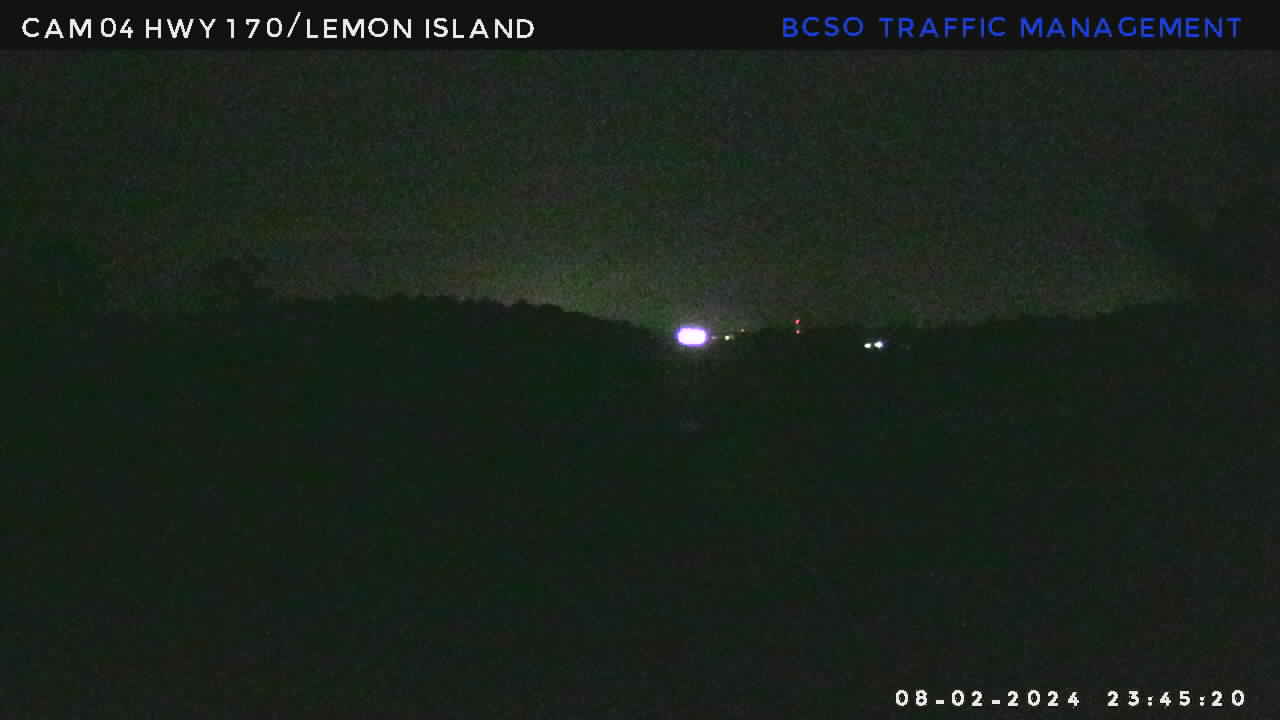 CAM 04 HWY 170/LEMON ISLAND
BCSO TRAFFIC MANAGEMENT
08-02-2024 23:45:20